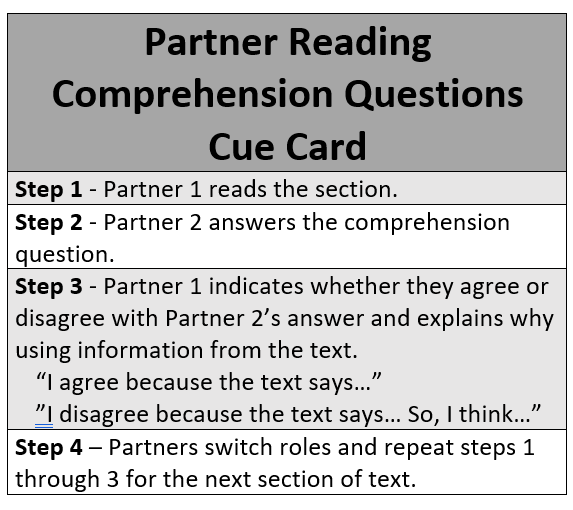 Partner Reading
Comprehension Questions
Cue Card
Step 1 - Partner 1 reads the section.
Step 2 - Partner 2 answers the comprehension
question.
Step 3 - Partner 1 indicates whether they agree or
disagree with Partner 2’s answer and explains why
using information from the text.
“I agree because the text says…”
”I disagree because the text says… So, I think…”
Step 4 – Partners switch roles and repeat steps 1
through 3 for the next section of text.